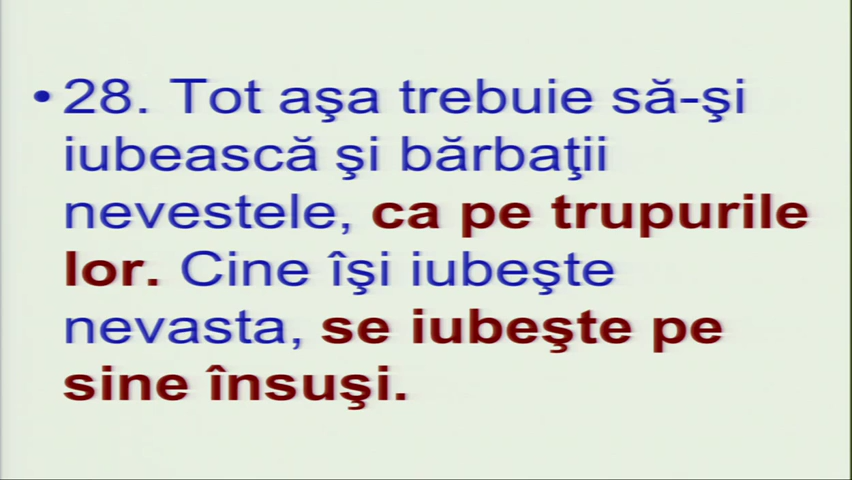 • 28. Tot aşa trebuie să-şi
iubească şi bărbaţii
nevestele, ca pe trupurile
lor. Cine îşi iubeşte
nevasta, se iubeşte pe
sine însuşi.